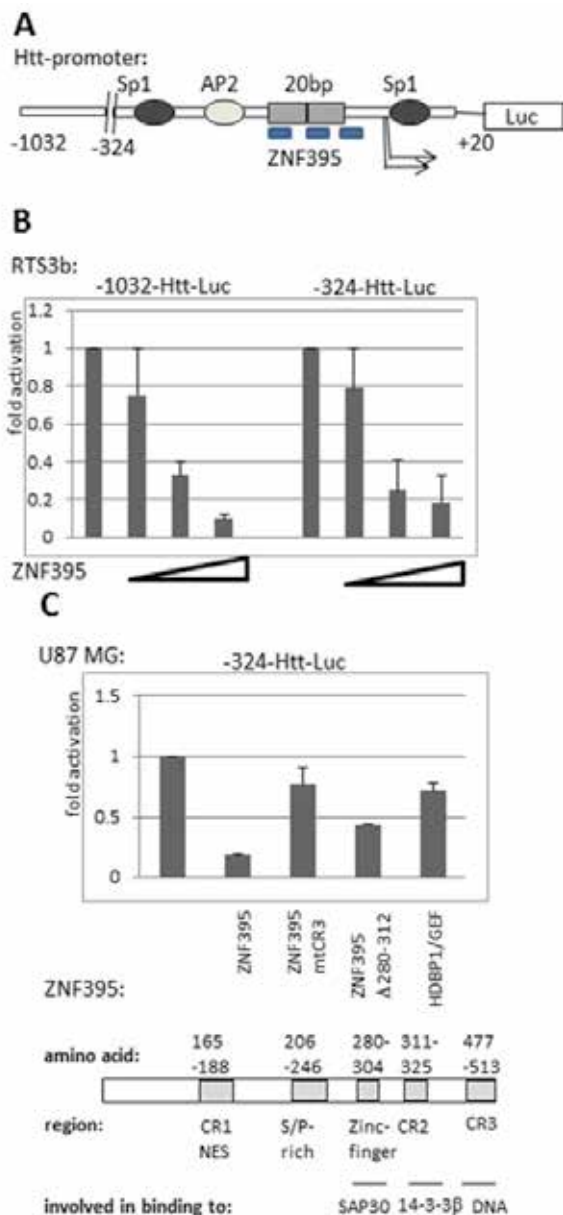 A
Htt-promoter:
Sp1 AP2 20bp Sp1
Luc
-1032 -324 ZNF395 +20
B
RTS3b:
-1032-Htt-Luc -324-Htt-Luc
fold activation
1.2
1
0.8
0.6
0.4
0.2
0
ZNF395
C
U87 MG: -324-Htt-Luc
fold activation
1.5
1
0.5
0
ZNF395
ZNF395 mtCR3
ZNF395 Δ280-312
HDBP1/GEF
ZNF395:
165 206 280- 311- 477
amino acid: -188 -246 304 325 -513
region: CR1 S/P- Zinc- CR2 CR3
NES rich finger
involved in binding to: SAP30 14-3-3β DNA